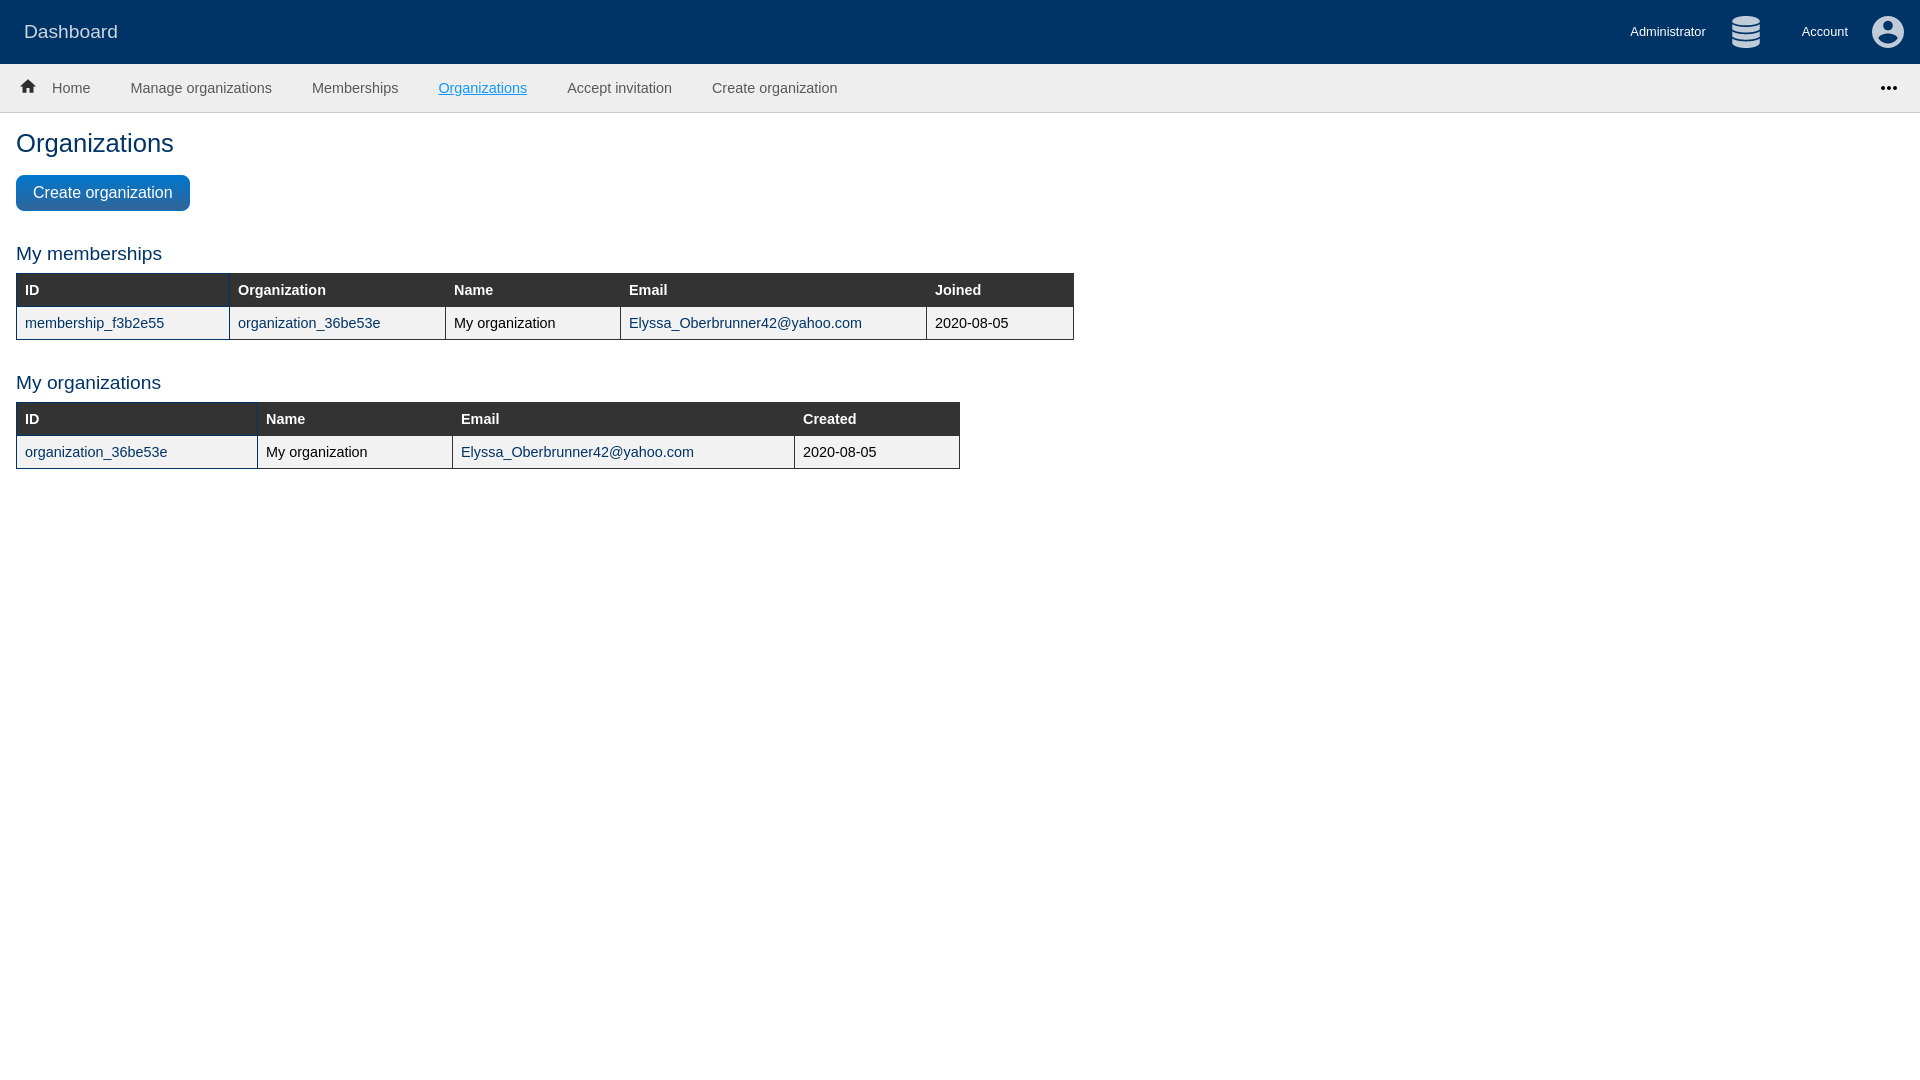 Dashboard
Administrator
Account
Home
Manage organizations
Memberships
Organizations
Accept invitation
Create organization
Organizations
Create organization
My memberships
ID Organization Name Email Joined
membership_f3b2e55 organization_36be53e My organization Elyssa_Oberbrunner42@yahoo.com 2020-08-05
My organizations
ID Name Email Created
organization_36be53e My organization Elyssa_Oberbrunner42@yahoo.com 2020-08-05